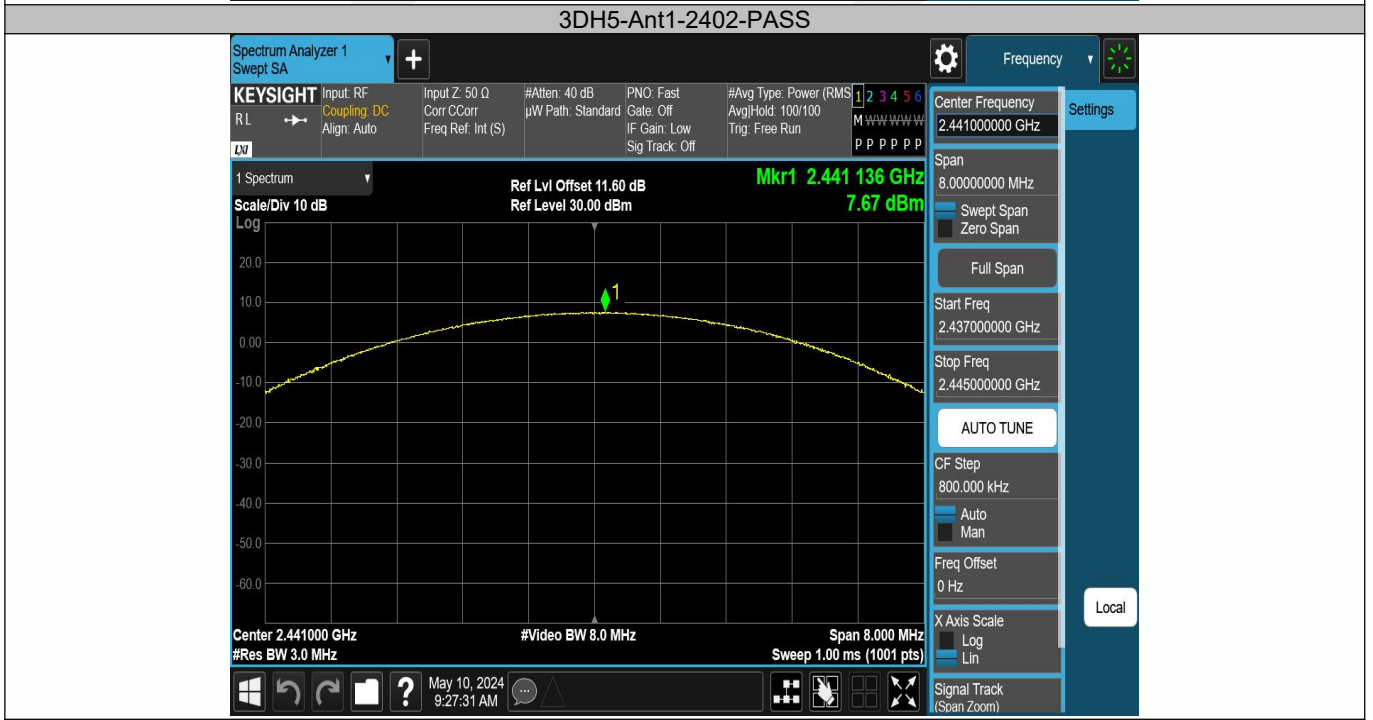 3DH5-Ant1-2402-PASS
Spectrum Analyzer 1
Swept SA
+
Frequency
KEYSIGHT
RL
LXI
Input: RF
Coupling: DC
Align: Auto
Input Z: 50 Ω
Corr CCorr
Freq Ref: Int (S)
#Atten: 40 dB
µW Path: Standard
PNO: Fast
Gate: Off
IF Gain: Low
Sig Track: Off
#Avg Type: Power (RMS
Avg|Hold: 100/100
Trig: Free Run
1 2 3 4 5 6
M W W W W W
P P P P P P
1 Spectrum
Scale/Div 10 dB
Ref Lvl Offset 11.60 dB
Ref Level 30.00 dBm
Mkr1 2.441 136 GHz
7.67 dBm
Log
20.0
10.0
0.00
-10.0
-20.0
-30.0
-40.0
-50.0
-60.0
1
Center 2.441000 GHz
#Res BW 3.0 MHz
#Video BW 8.0 MHz
Span 8.000 MHz
Sweep 1.00 ms (1001 pts)
Center Frequency
2.441000000 GHz
Settings
Span
8.00000000 MHz
Swept Span
Zero Span
Full Span
Start Freq
2.437000000 GHz
Stop Freq
2.445000000 GHz
AUTO TUNE
CF Step
800.000 kHz
Auto
Man
Freq Offset
0 Hz
X Axis Scale
Log
Lin
Signal Track
(Span Zoom)
Local
?
May 10, 2024
9:27:31 AM